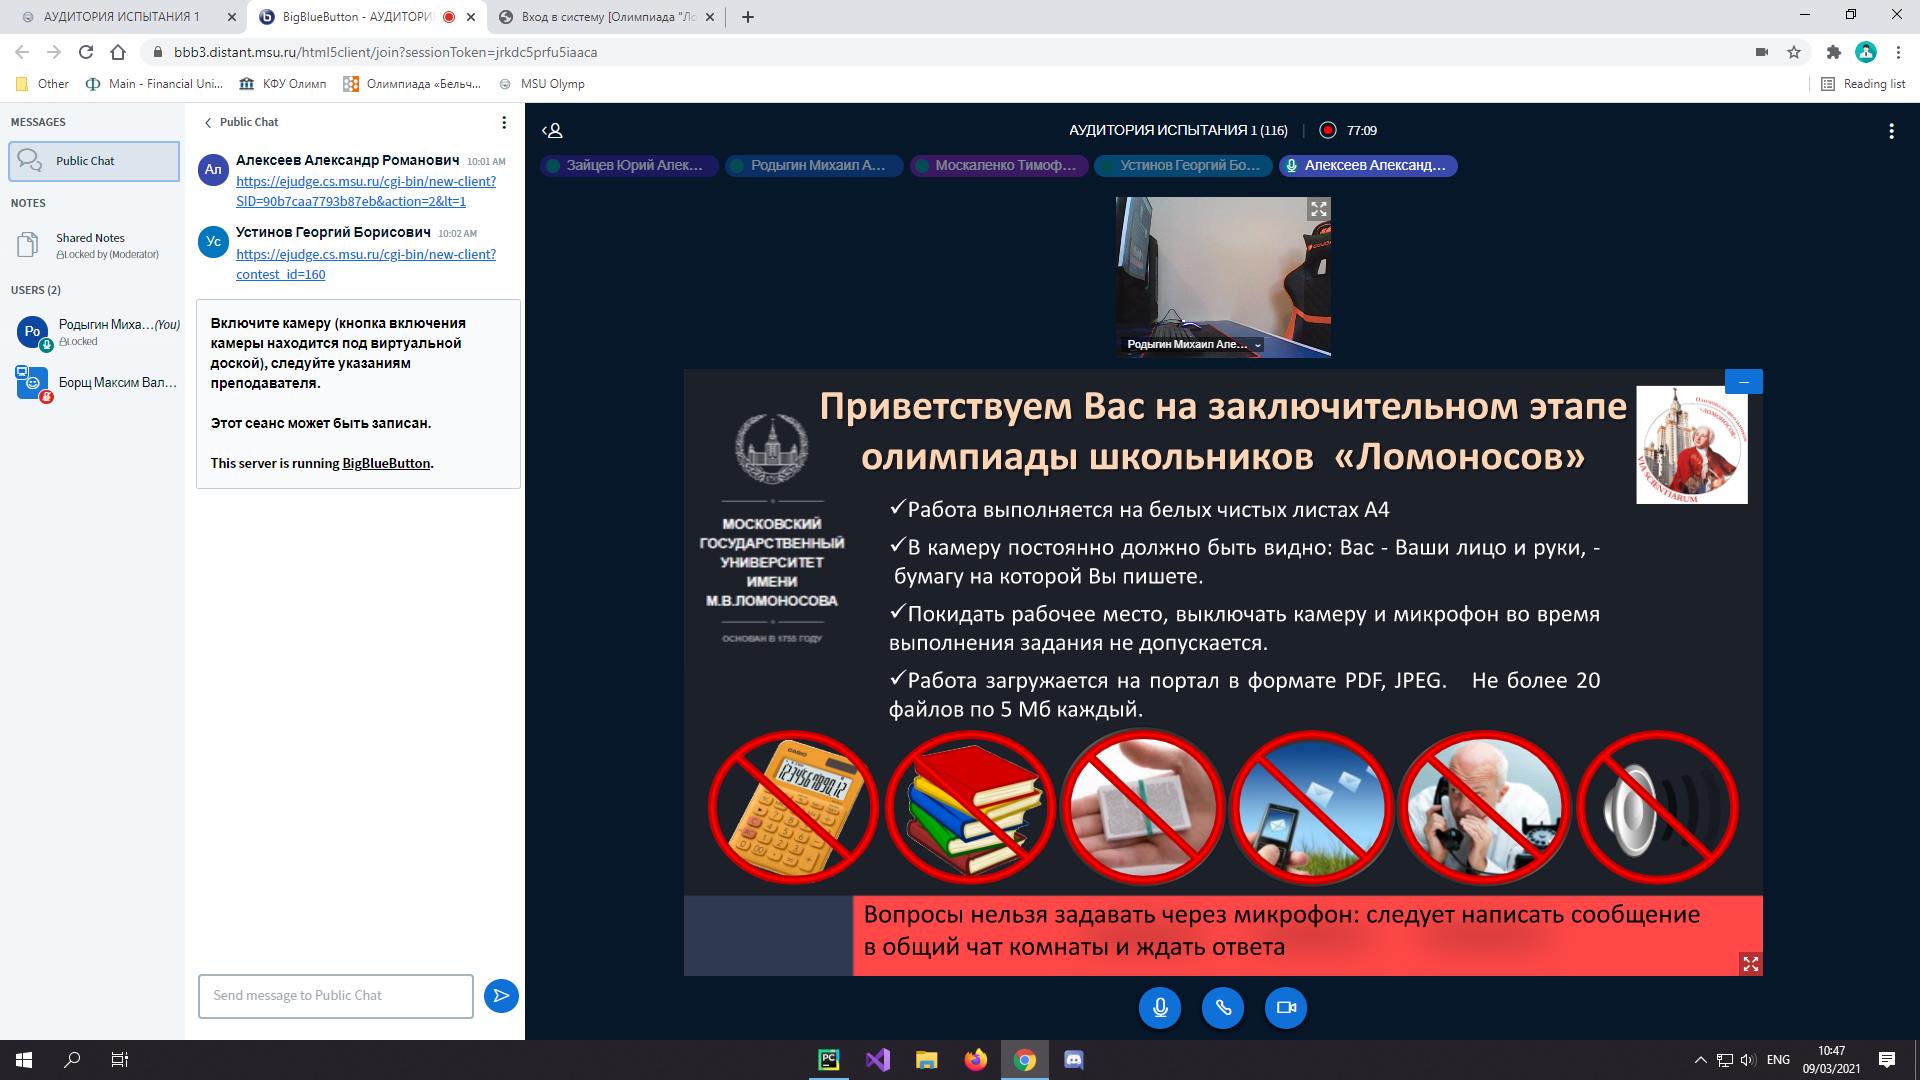 АУДИТОРИЯ ИСПЫТАНИЯ 1
BigBlueButton - АУДИТОРИ
Вход в систему [Олимпиада "Ло
bbb3.distant.msu.ru/html5client/join?sessionToken=jrkdc5prfu5iaaca
Other
Main - Financial Uni...
КФУ Олимп
Олимпиада «Бельч...
MSU Olymp
Reading list
MESSAGES
Public Chat
NOTES
Shared Notes
Locked by (Moderator)
USERS (2)
Ро
Родыгин Миха...(You)
Locked
Борщ Максим Вал...
Public Chat
Ал
Алексеев Александр Романович 10:01 AM
https://ejudge.cs.msu.ru/cgi-bin/new-client?
SID=90b7caa7793b87eb&action=2&lt=1
Ус
Устинов Георгий Борисович 10:02 AM
https://ejudge.cs.msu.ru/cgi-bin/new-client?
contest_id=160
Включите камеру (кнопка включения
камеры находится под виртуальной
доской), следуйте указаниям
преподавателя.
Этот сеанс может быть записан.
This server is running BigBlueButton.
Send message to Public Chat
АУДИТОРИЯ ИСПЫТАНИЯ 1 (116)
77:09
Зайцев Юрий Алек...
Родыгин Михаил А...
Москаленко Тимоф...
Устинов Георгий Бо...
Алексеев Александ...
Родыгин Михаил Але...
Приветствуем Вас на заключительном этапе
олимпиады школьников «Ломоносов»
МОСКОВСКИЙ
ГОСУДАРСТВЕННЫЙ
УНИВЕРСИТЕТ
ИМЕНИ
М.В.ЛОМОНОСОВА
ОСНОВАН В 1755 ГОДУ
VIA SCIENTIARUM
✓Работа выполняется на белых чистых листах А4
✓В камеру постоянно должно быть видно: Вас - Ваши лицо и руки, -
бумагу на которой Вы пишете.
✓Покидать рабочее место, выключать камеру и микрофон во время
выполнения задания не допускается.
✓Работа загружается на портал в формате PDF, JPEG. Не более 20
файлов по 5 Мб каждый.
CASIO
Вопросы нельзя задавать через микрофон: следует написать сообщение
в общий чат комнаты и ждать ответа
PC
ENG
10:47
09/03/2021